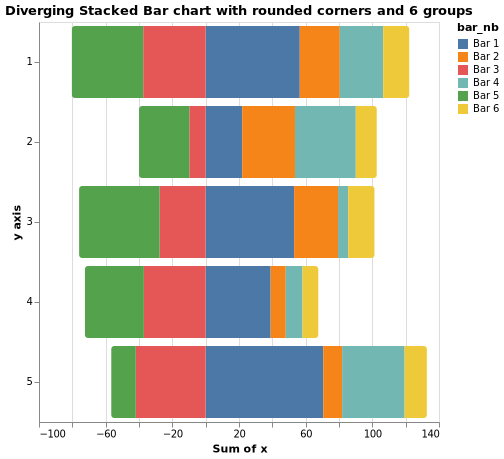 Diverging Stacked Bar chart with rounded corners and 6 groups
bar_nb
Bar 1
Bar 2
Bar 3
Bar 4
Bar 5
Bar 6
y axis
1
2
3
4
5
−100 −60 −20 20 60 100 140
Sum of x